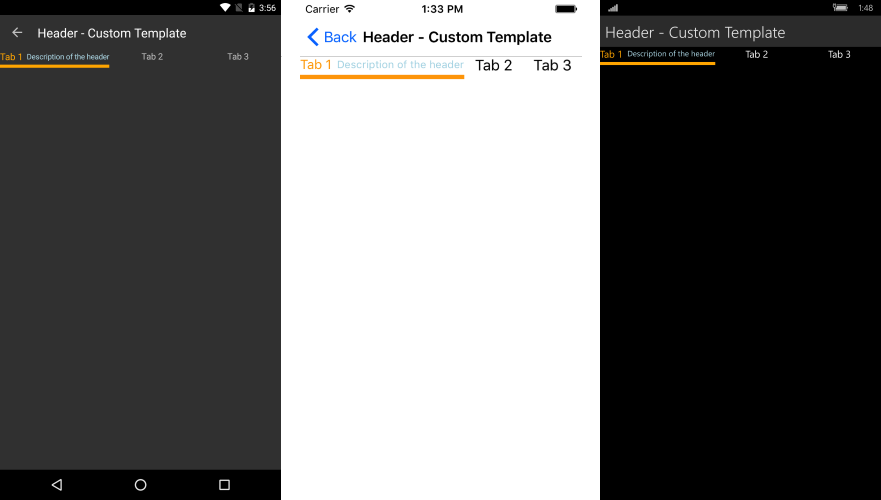 3:56
Header - Custom Template
Tab 1 Description of the header Tab 2 Tab 3
Carrier 1:33 PM
Back Header - Custom Template
Tab 1 Description of the header Tab 2 Tab 3
1:48
Header - Custom Template
Tab 1 Description of the header Tab 2 Tab 3